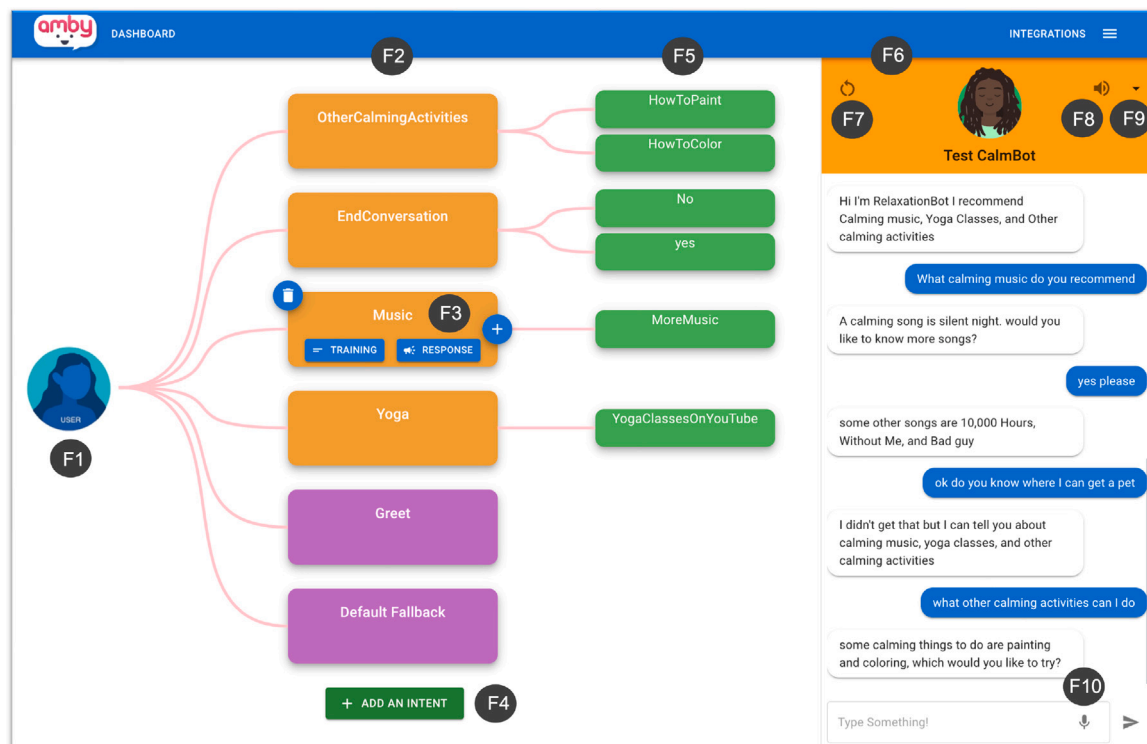 amby
DASHBOARD
INTEGRATIONS
F2
F5
F6
OtherCalmingActivities
HowToPaint
HowToColor
EndConversation
No
yes
Music
F3
TRAINING
RESPONSE
MoreMusic
USER
F1
Yoga
YogaClassesOnYouTube
Greet
Default Fallback
+ ADD AN INTENT
F4
F7
F8
F9
Test CalmBot
Hi I'm RelaxationBot I recommend
Calming music, Yoga Classes, and Other
calming activities
What calming music do you recommend
A calming song is silent night. would you
like to know more songs?
yes please
some other songs are 10,000 Hours,
Without Me, and Bad guy
ok do you know where I can get a pet
I didn't get that but I can tell you about
calming music, yoga classes, and other
calming activities
what other calming activities can I do
some calming things to do are painting
and coloring, which would you like to try?
F10
Type Something!